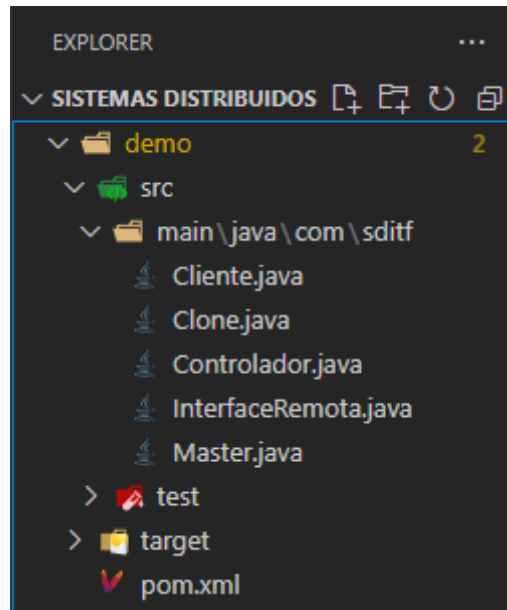 EXPLORER ...
SISTEMAS DISTRIBUIDOS
demo 2
src
main\java\com\sditf
Cliente.java
Clone.java
Controlador.java
InterfaceRemota.java
Master.java
test
target
pom.xml